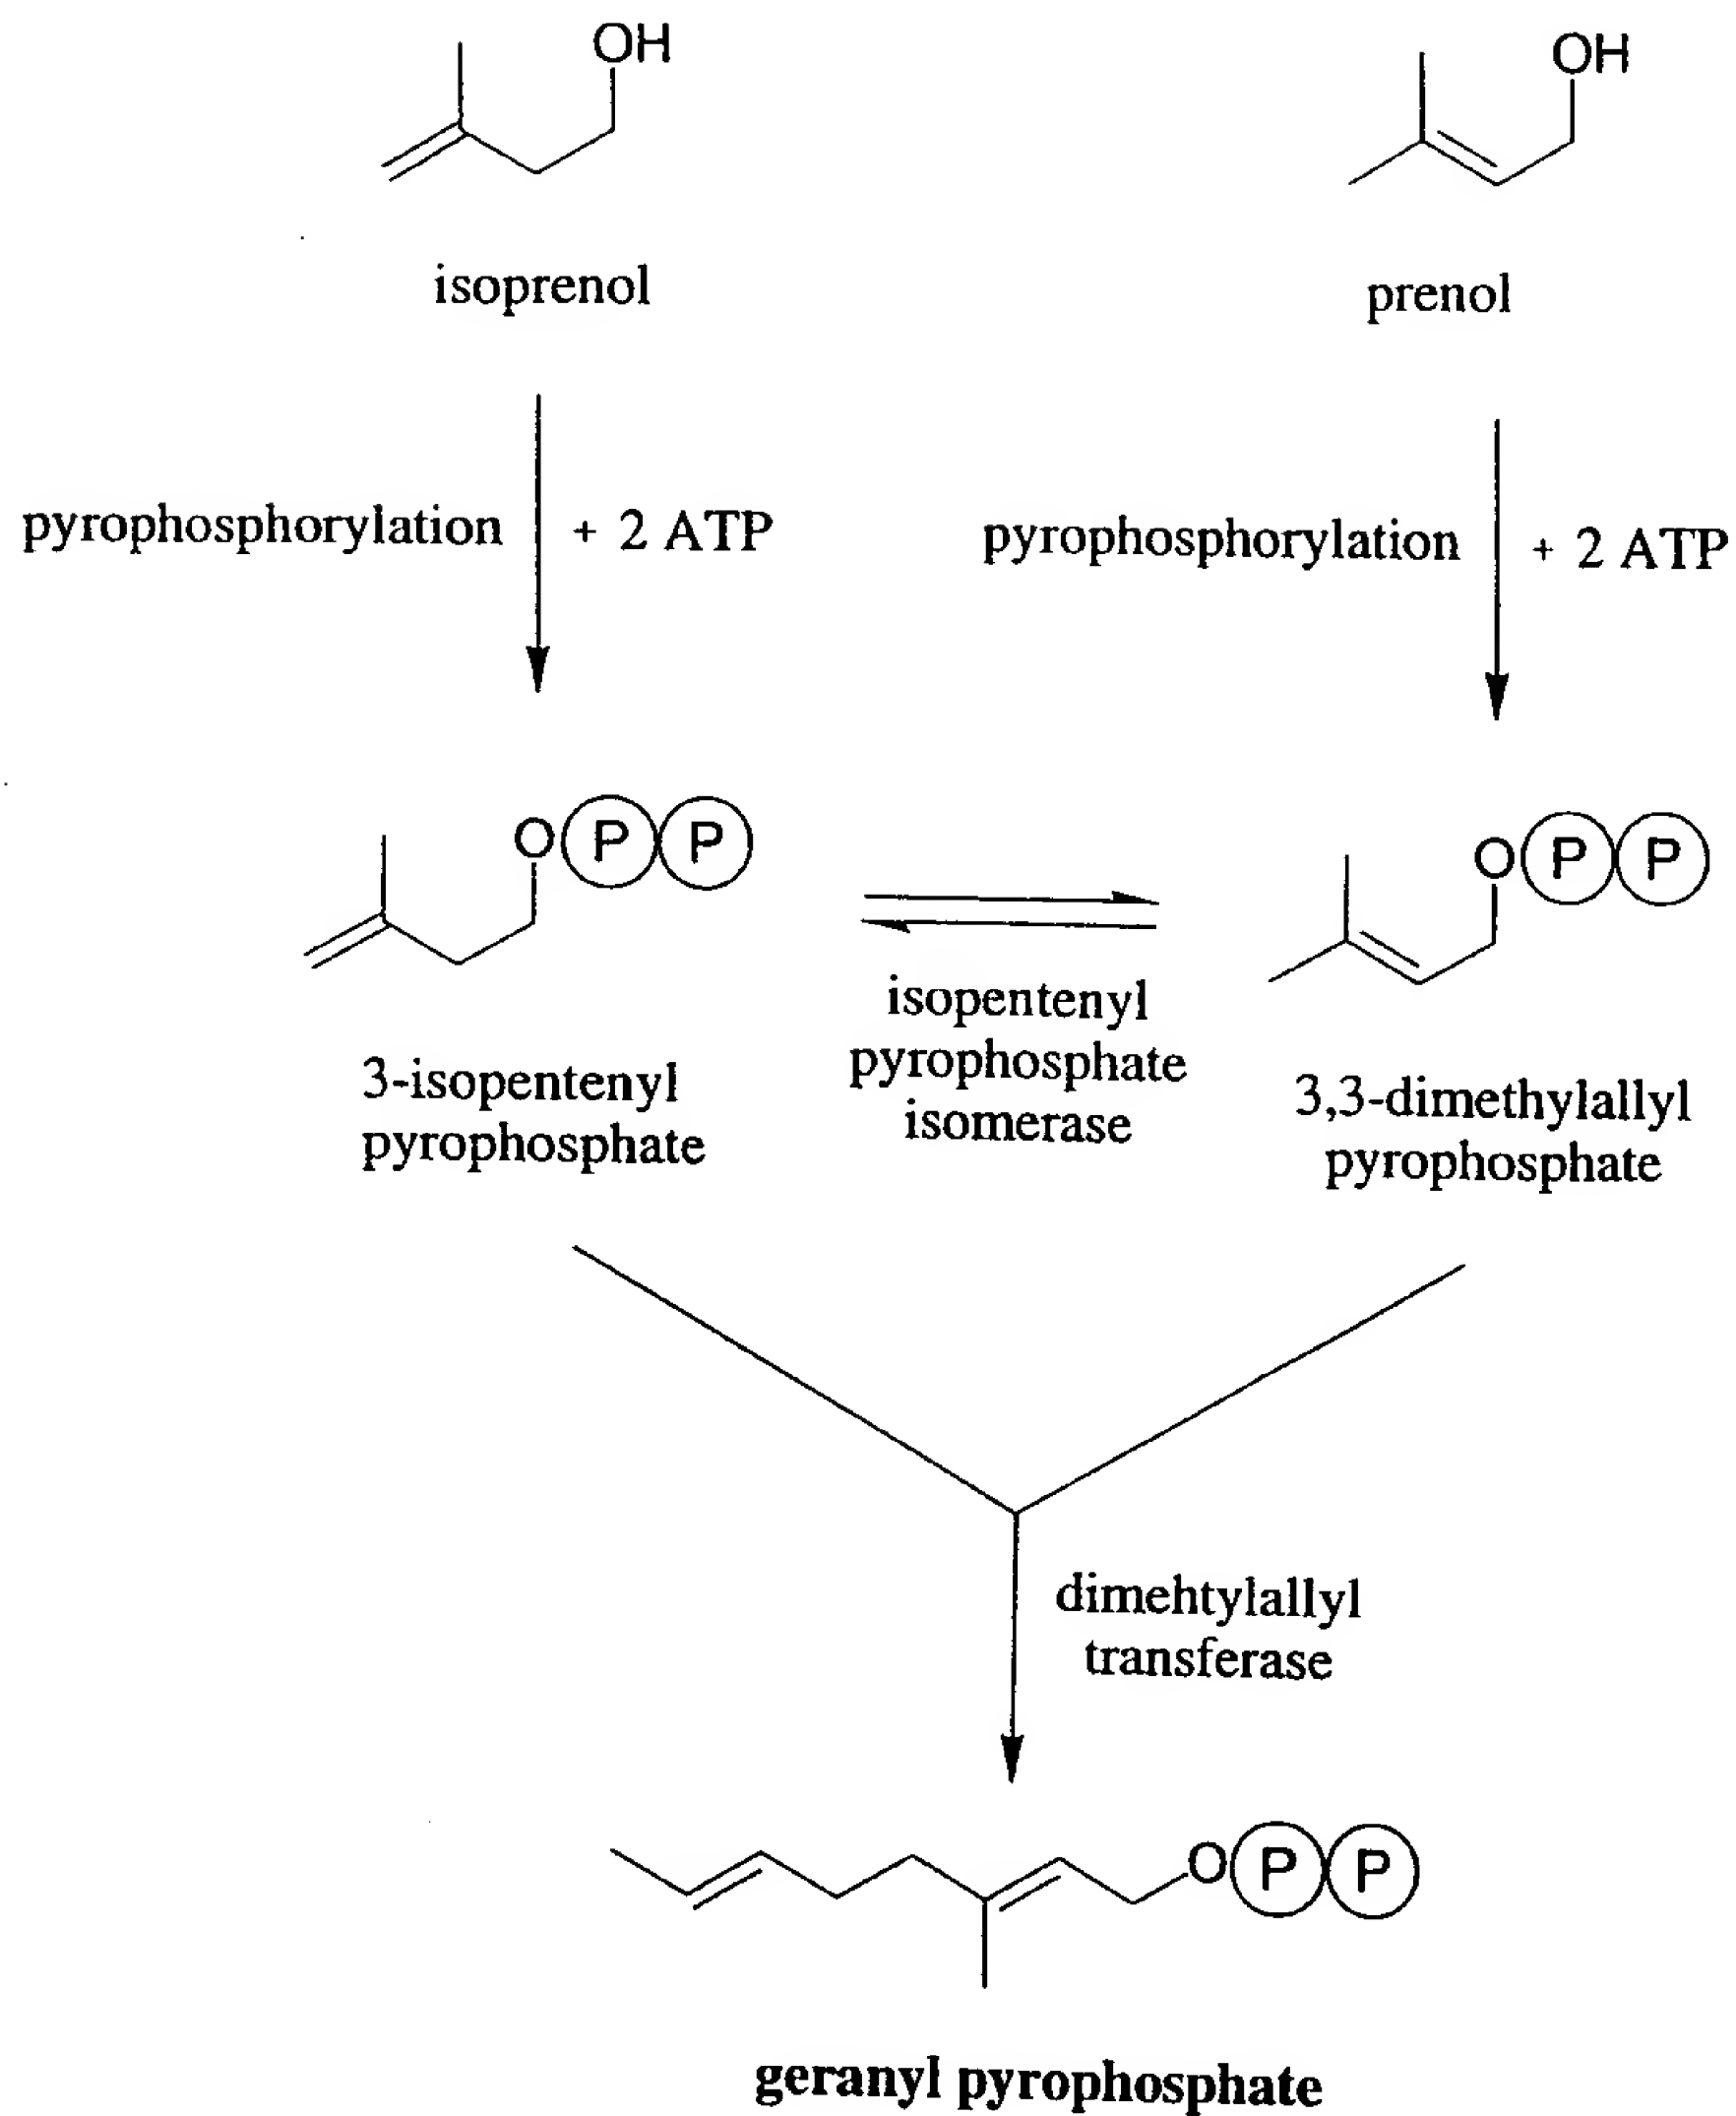 OH
OH
isoprenol
prenol
pyrophosphorylation
+ 2 ATP
pyrophosphorylation
+ 2 ATP
O P P
O P P
isopentenyl
pyrophosphate
isomerase
3-isopentenyl
pyrophosphate
3,3-dimethylallyl
pyrophosphate
dimehtylallyl
transferase
O P P
geranyl pyrophosphate